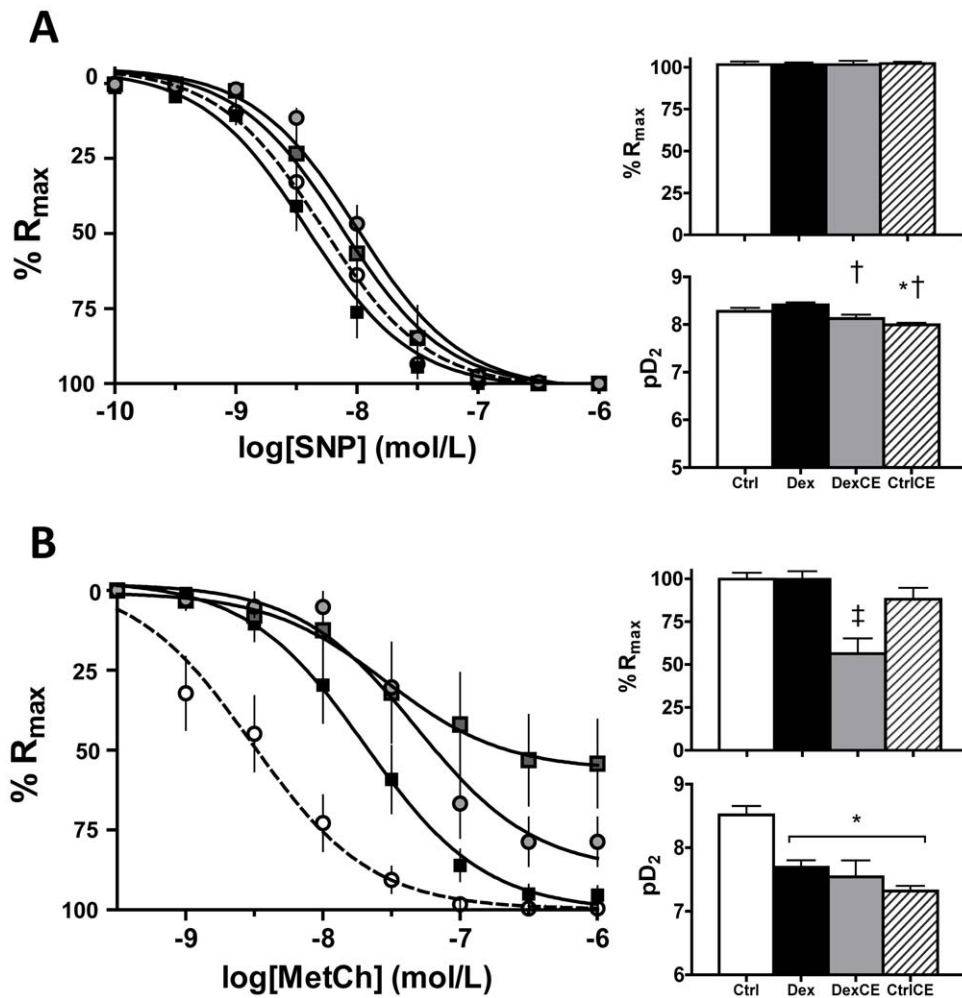 A
% Rmax
0
25
50
75
100
-10 -9 -8 -7 -6
log[SNP] (mol/L)
% Rmax
100
75
50
25
0
† *†
pD2
9
8
7
6
5
Ctrl Dex DexCE CtrlCE
B
% Rmax
0
25
50
75
100
-9 -8 -7 -6
log[MetCh] (mol/L)
% Rmax
100
75
50
25
0
‡
*
pD2
9
8
7
6
Ctrl Dex DexCE CtrlCE